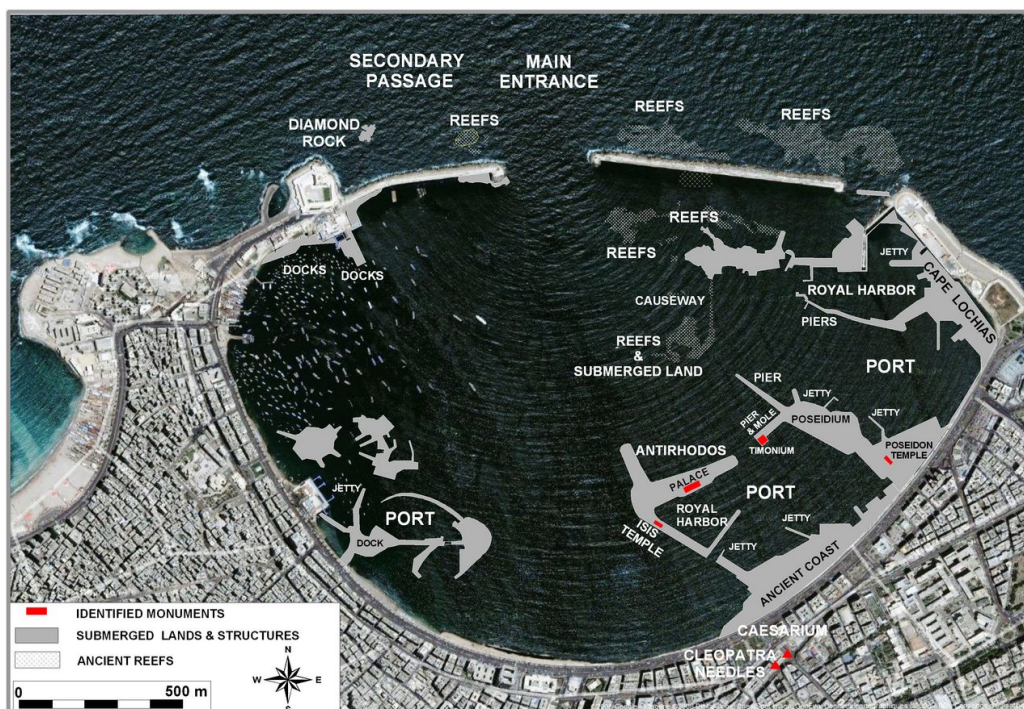 SECONDARY
PASSAGE
MAIN
ENTRANCE
REEFS
REEFS
REEFS
DIAMOND
ROCK
REEFS
REEFS
JETTY
DOCKS
DOCKS
CAPE LOCHIAS
ROYAL HARBOR
CAUSEWAY
PIERS
REEFS
&
SUBMERGED LAND
PORT
PIER
JETTY
PIER
& MOLE
POSEIDIUM
JETTY
TIMONIUM
POSEIDON
TEMPLE
ANTIRHODOS
PALACE
PORT
JETTY
ROYAL
HARBOR
ISIS
TEMPLE
JETTY
PORT
DOCK
JETTY
ANCIENT COAST
CAESARIUM
CLEOPATRA
NEEDLES
IDENTIFIED MONUMENTS
SUBMERGED LANDS & STRUCTURES
ANCIENT REEFS
0
500 m
N
W
E
S